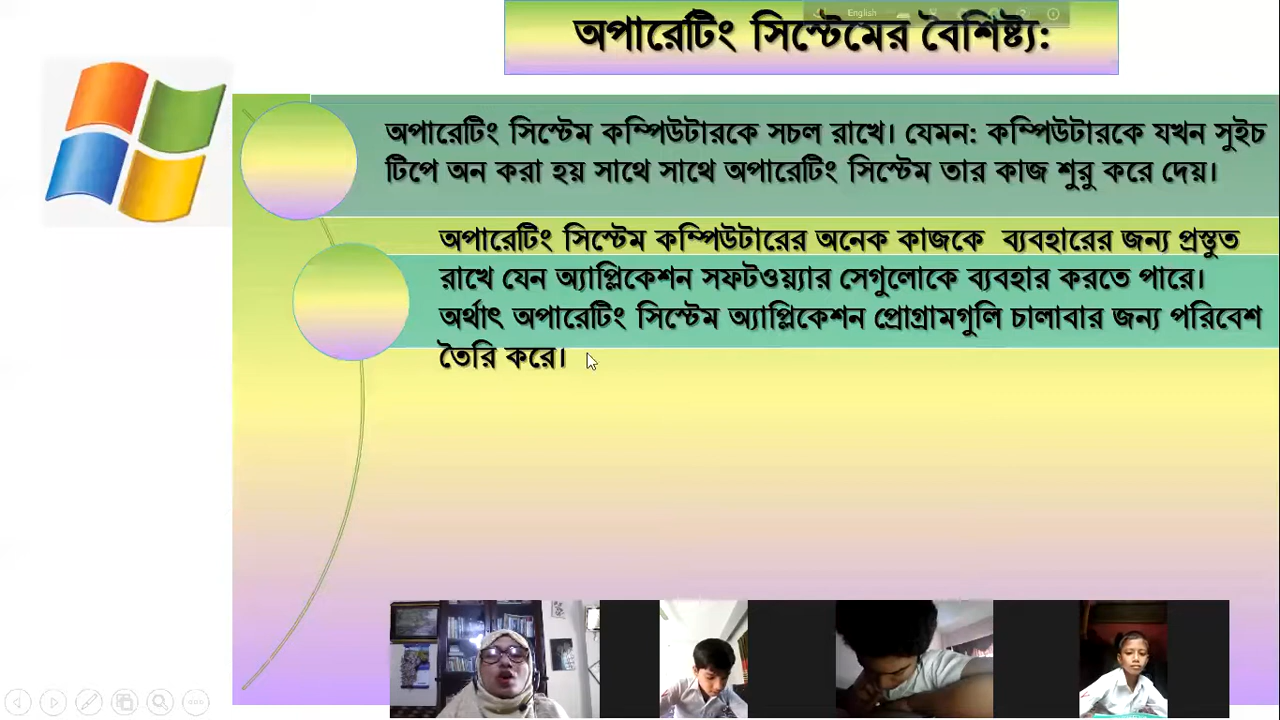 অপারেটিং সিস্টেমের বৈশিষ্ট্য:
English
অপারেটিং সিস্টেম কম্পিউটারকে সচল রাখে। যেমন: কম্পিউটারকে যখন সুইচ
টিপে অন করা হয় সাথে সাথে অপারেটিং সিস্টেম তার কাজ শুরু করে দেয়।
অপারেটিং সিস্টেম কম্পিউটারের অনেক কাজকে ব্যবহারের জন্য প্রস্তুত
রাখে যেন অ্যাপ্লিকেশন সফটওয়্যার সেগুলোকে ব্যবহার করতে পারে।
অর্থাৎ অপারেটিং সিস্টেম অ্যাপ্লিকেশন প্রোগ্রামগুলি চালাবার জন্য পরিবেশ
তৈরি করে।